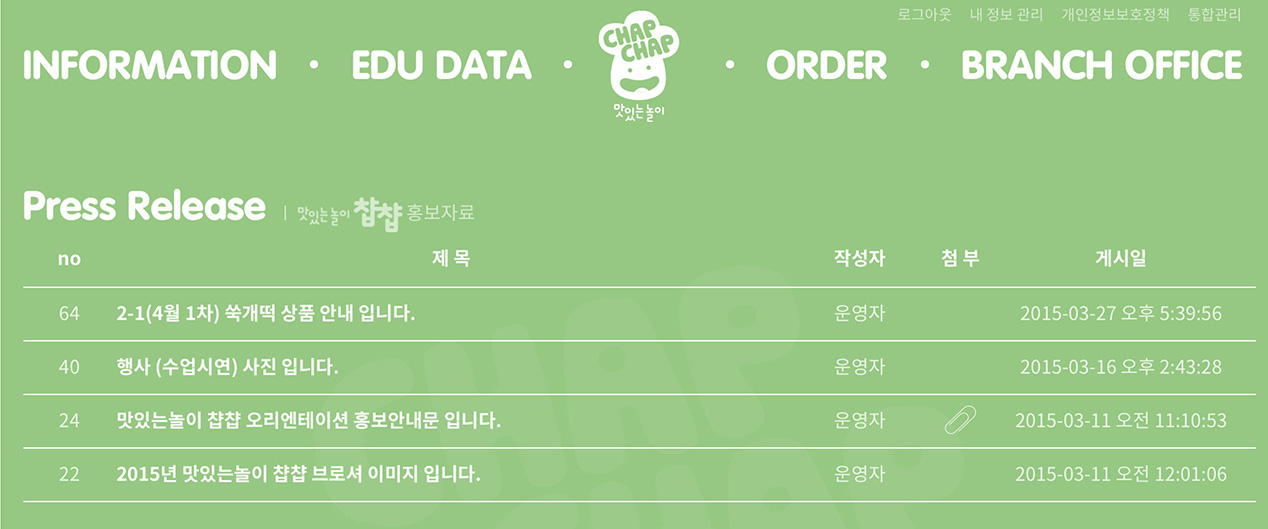 로그아웃 내 정보 관리 개인정보보호정책 통합관리
INFORMATION • EDU DATA • CHAP CHAP 맛있는놀이 • ORDER • BRANCH OFFICE
Press Release | 맛있는놀이 챱챱 홍보자료
no 제 목 작성자 첨 부 게시일
64 2-1(4월 1차) 쑥개떡 상품 안내 입니다. 운영자 2015-03-27 오후 5:39:56
40 행사 (수업시연) 사진 입니다. 운영자 2015-03-16 오후 2:43:28
24 맛있는놀이 챱챱 오리엔테이션 홍보안내문 입니다. 운영자 2015-03-11 오전 11:10:53
22 2015년 맛있는놀이 챱챱 브로셔 이미지 입니다. 운영자 2015-03-11 오전 12:01:06
CHAP
CHAP